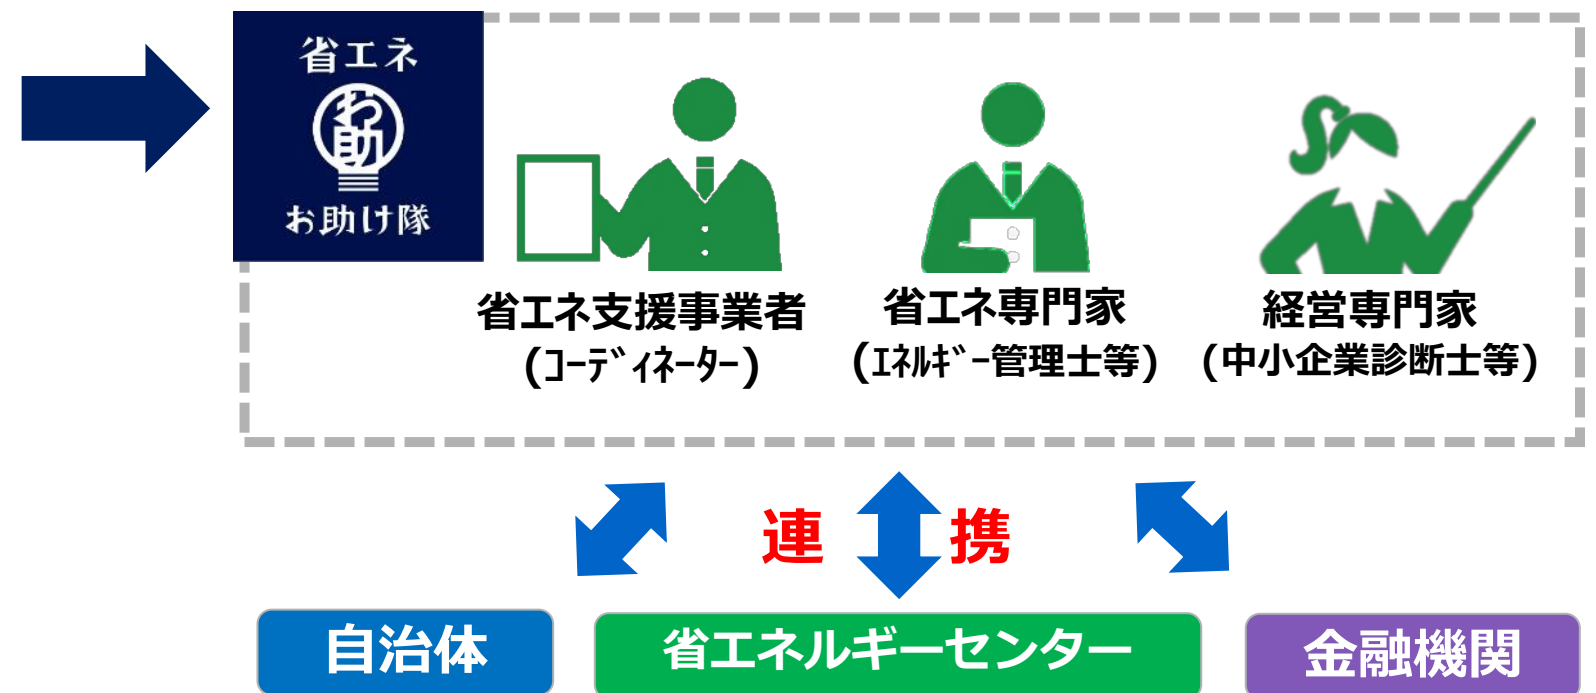 省エネ
お助
お助け隊
省エネ支援事業者
(ｺｰﾃﾞｨﾈｰﾀｰ)
省エネ専門家
(ｴﾈﾙｷﾞｰ管理士等)
経営専門家
(中小企業診断士等)
連携
自治体
省エネルギーセンター
金融機関